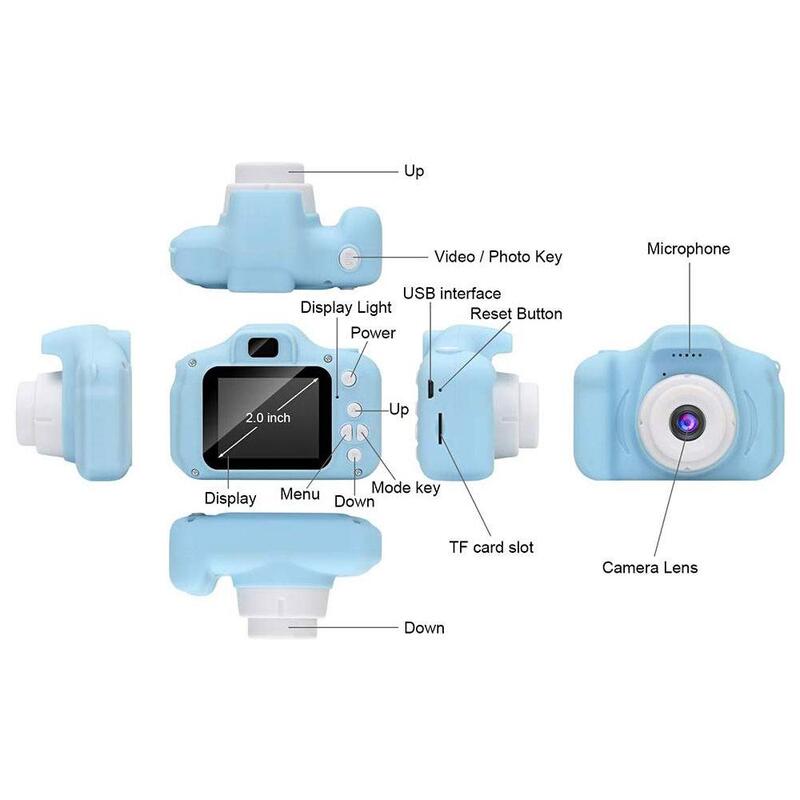 Up
Video / Photo Key
Microphone
USB interface
Display Light
Reset Button
Power
Up
2.0 inch
Menu
Mode key
Display
Down
TF card slot
Camera Lens
Down